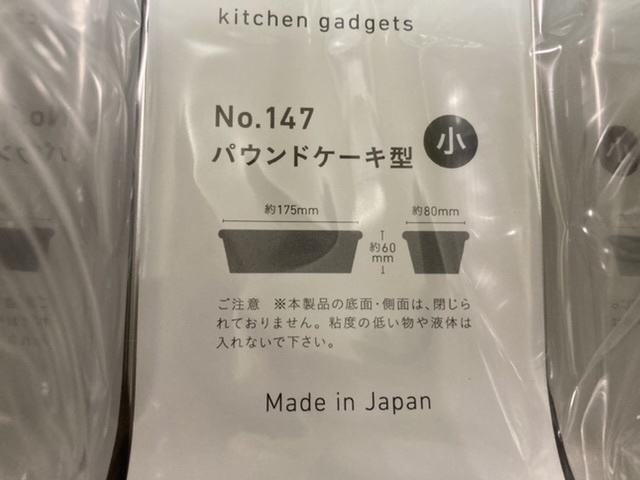 kitchen gadgets
No.147
パウンドケーキ型 小
約175mm 約80mm
約60
mm
ご注意 ※本製品の底面・側面は、閉じら
れておりません。粘度の低い物や液体は
入れないで下さい。
Made in Japan